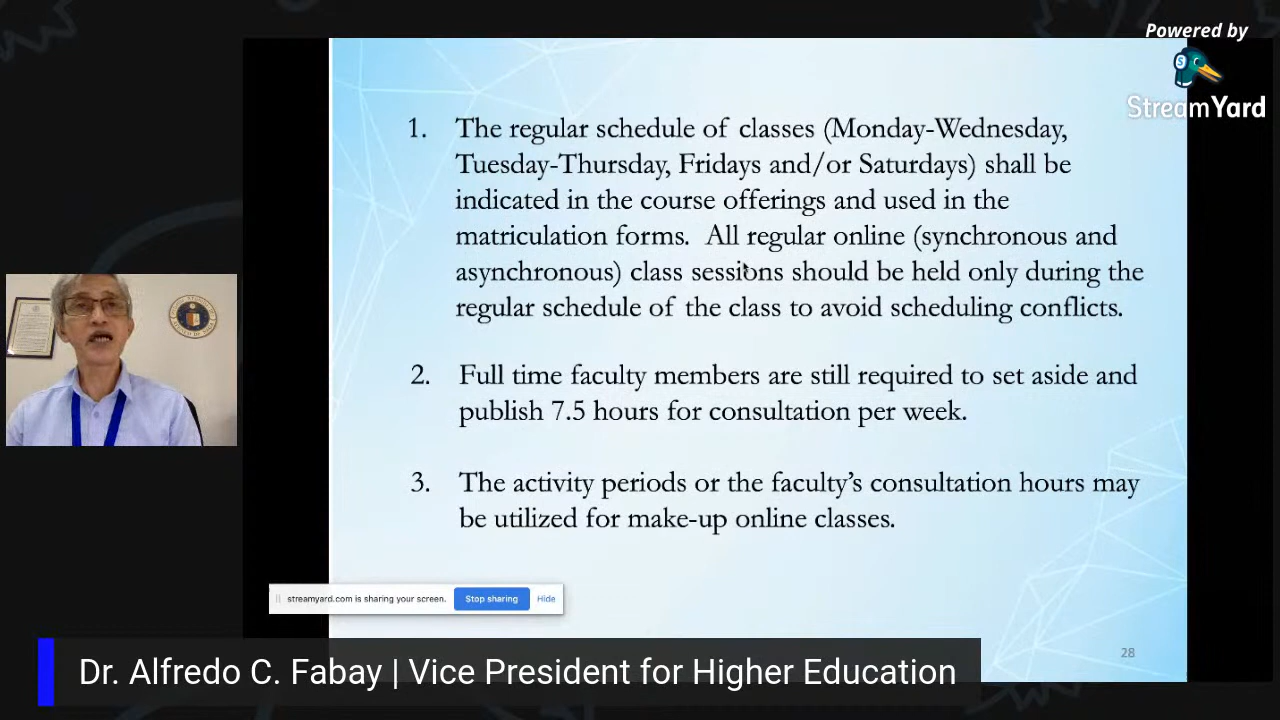 Powered by
StreamYard
1. The regular schedule of classes (Monday-Wednesday,
Tuesday-Thursday, Fridays and/or Saturdays) shall be
indicated in the course offerings and used in the
matriculation forms.  All regular online (synchronous and
asynchronous) class sessions should be held only during the
regular schedule of the class to avoid scheduling conflicts.
2. Full time faculty members are still required to set aside and
publish 7.5 hours for consultation per week.
3. The activity periods or the faculty’s consultation hours may
be utilized for make-up online classes.
streamyard.com is sharing your screen. Stop sharing Hide
28
Dr. Alfredo C. Fabay | Vice President for Higher Education